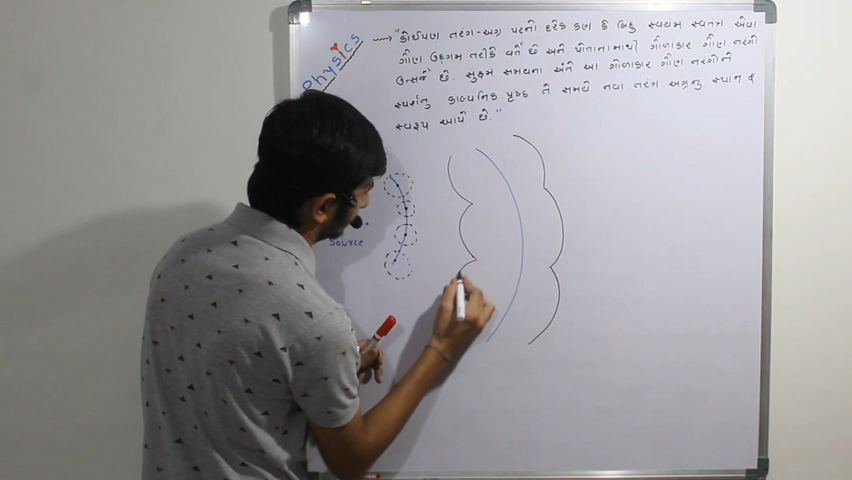 Physics
"કોઈપણ તરંગ-અગ્ર પરનો દરેક કણ કે બિંદુ સ્વયમ સ્વતંત્ર એવા
ગૌણ ઉદ્દગમ તરીકે વર્તે છે અને પોતાનામાંથી ગોળાકાર ગૌણ તરંગો
ઉત્સર્જે છે. સુક્ષ્મ સમયના અંતે આ ગોળાકાર ગૌણ તરંગોને
સ્પર્શતુ કાલ્પનિક પૃષ્ઠ તે સમયે નવા તરંગ અગ્રનુ સ્થાન
સ્વરૂપ આપે છે."
Source